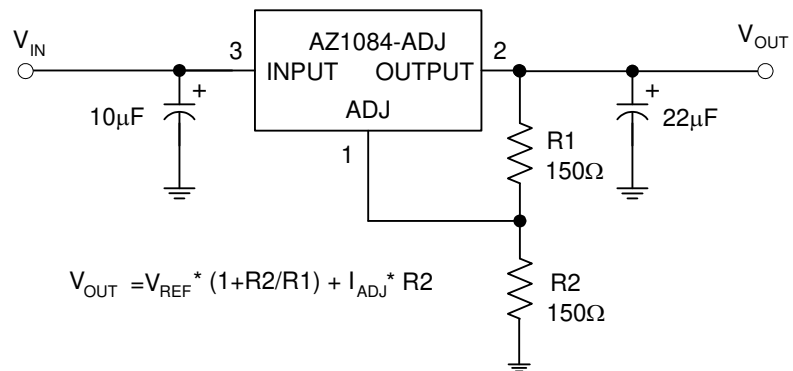 V_IN
3
AZ1084-ADJ
2
V_OUT
INPUT
OUTPUT
+
10μF
ADJ
1
R1
150Ω
+
22μF
V_OUT =V_REF* (1+R2/R1) + I_ADJ* R2
R2
150Ω